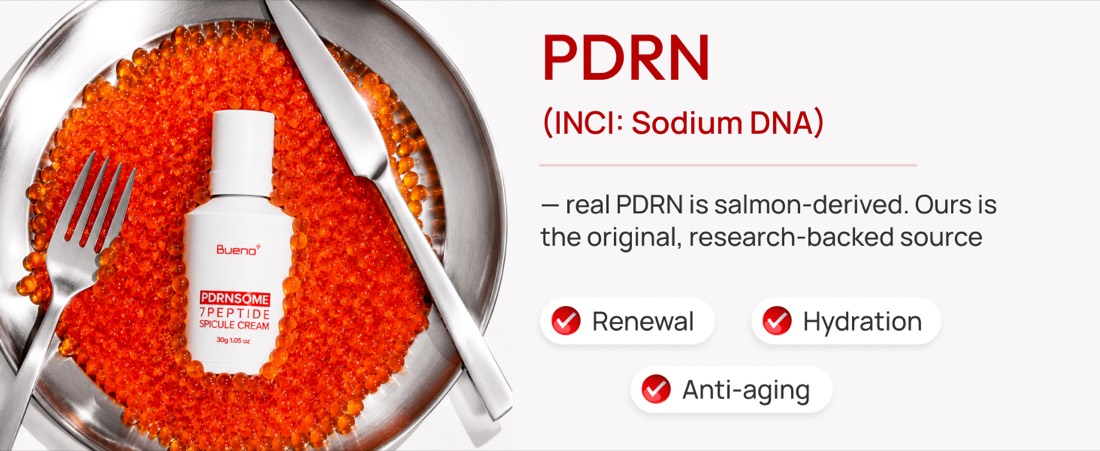 PDRN
(INCI: Sodium DNA)
— real PDRN is salmon-derived. Ours is
the original, research-backed source
Renewal
Hydration
Anti-aging
Bueno+
PDRNSOME
7PEPTIDE
SPICULE CREAM
30g 1.05 oz